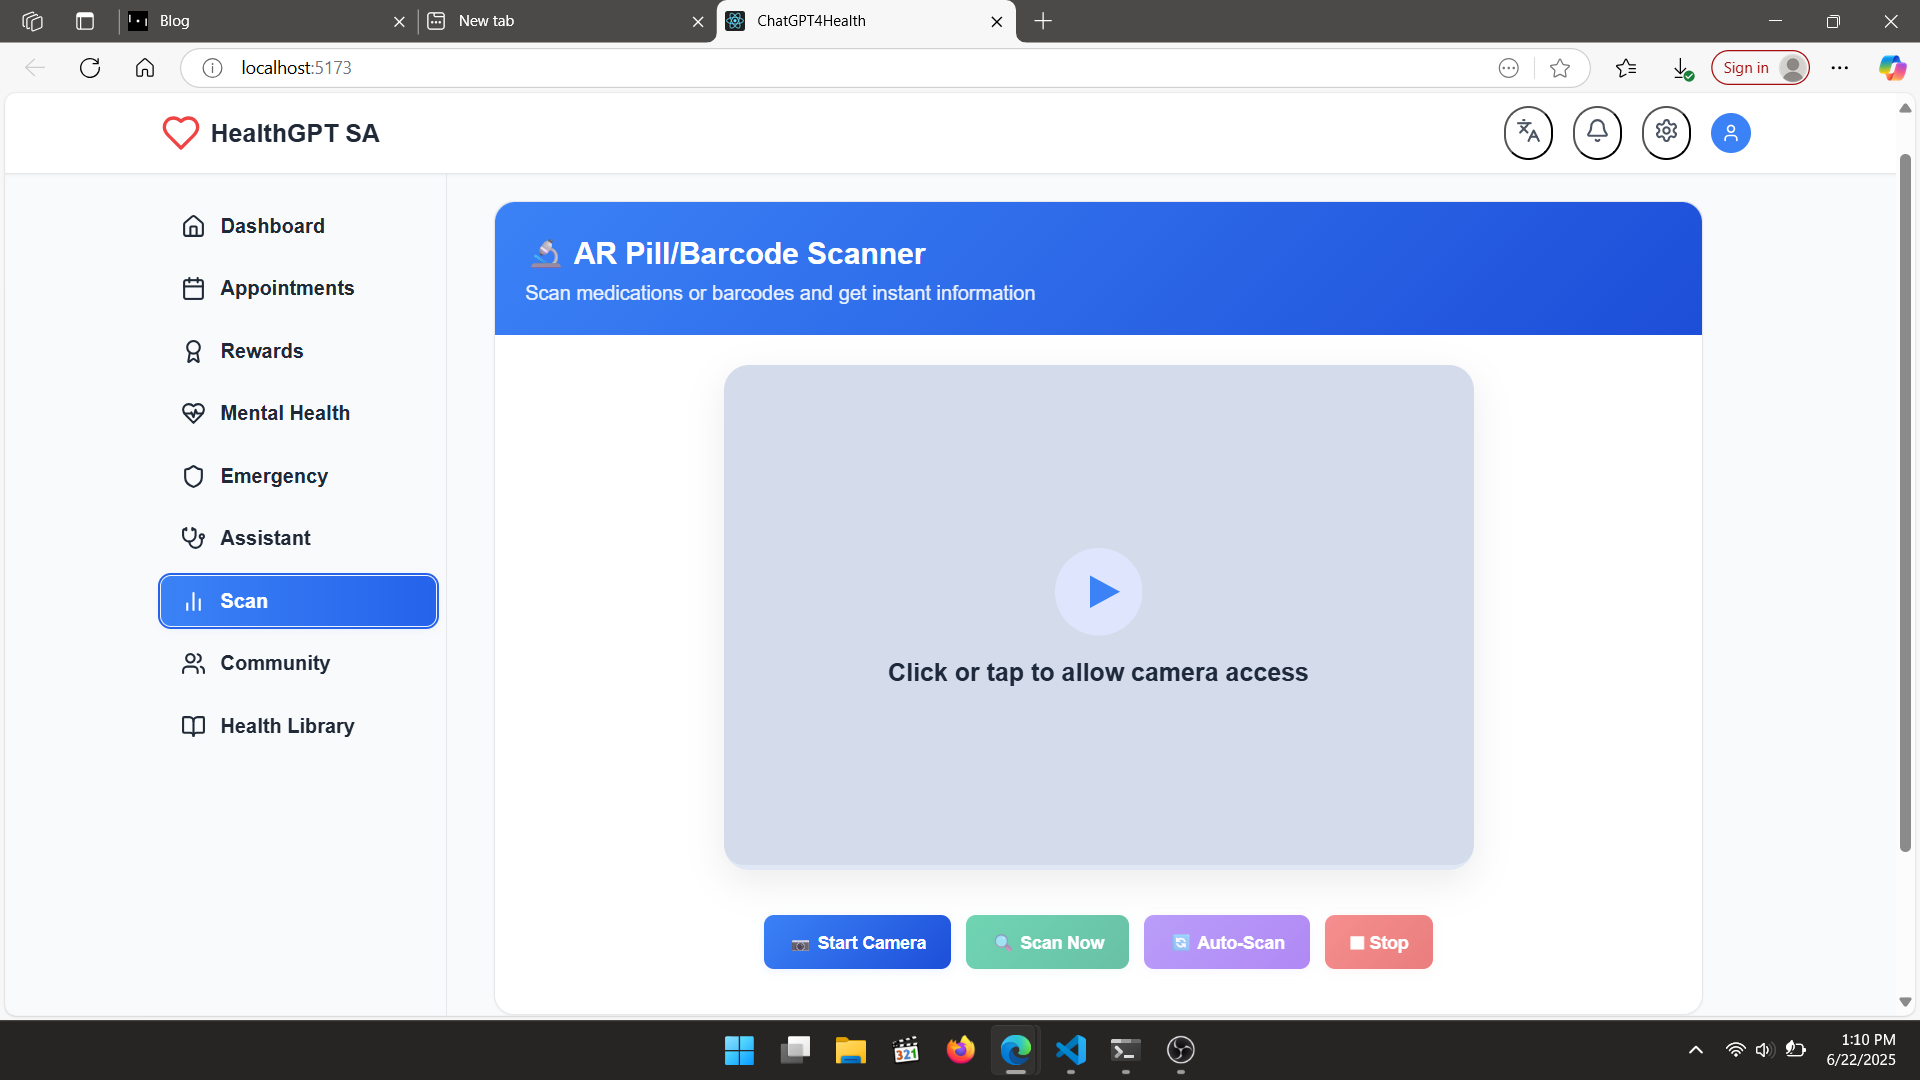 Blog
New tab
ChatGPT4Health
localhost:5173
Sign in
HealthGPT SA
Dashboard
Appointments
Rewards
Mental Health
Emergency
Assistant
Scan
Community
Health Library
AR Pill/Barcode Scanner
Scan medications or barcodes and get instant information
Click or tap to allow camera access
Start Camera
Scan Now
Auto-Scan
Stop
321
1:10 PM
6/22/2025